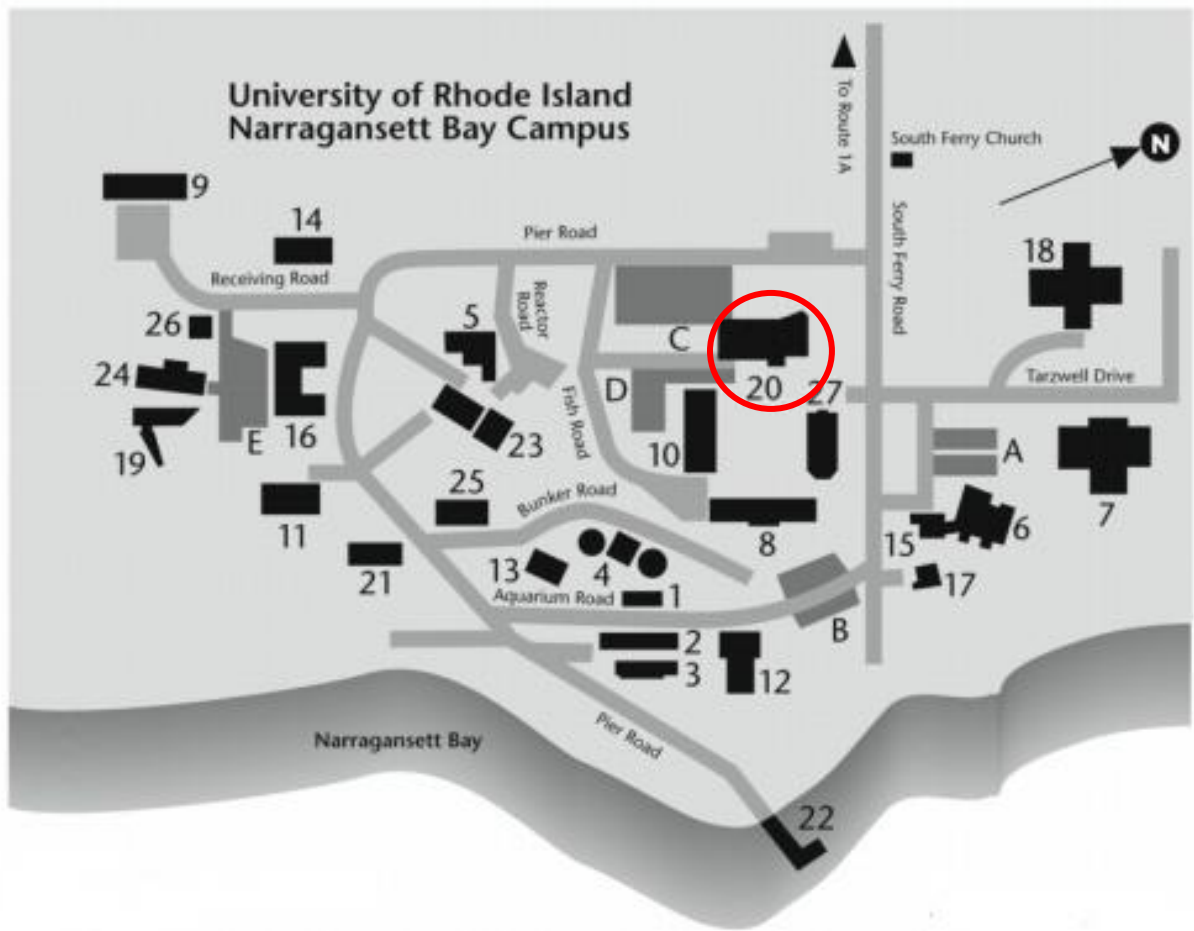 University of Rhode Island
Narragansett Bay Campus
To Route 1A
South Ferry Church
N
9
14
Pier Road
South Ferry Road
18
Receiving Road
Reactor
Road
26
5
C
24
D
20
27
Tarzwell Drive
16
Fish Road
19
E
23
10
A
25
Bunker Road
11
8
15
6
7
21
13
4
17
Aquarium Road
1
B
2
3
12
Pier Road
Narragansett Bay
22